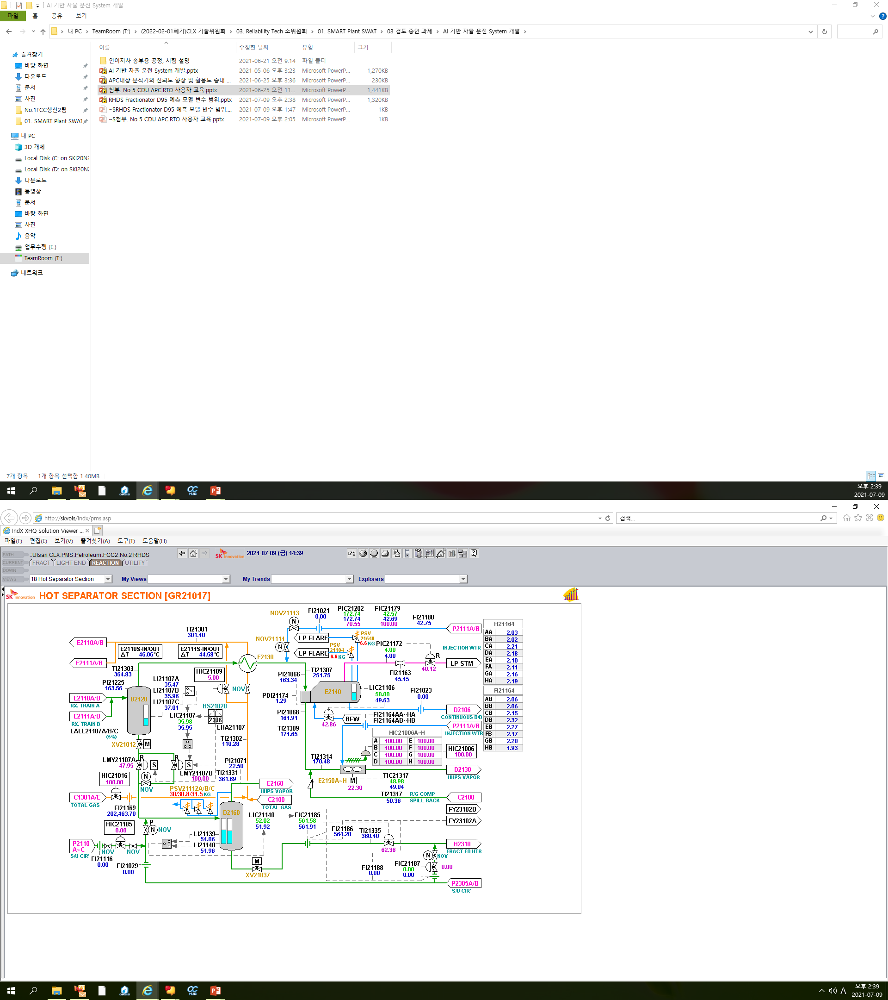 AI 기반 자율 운전 System 개발
파일 홈 공유 보기
내 PC > TeamRoom (T:) > (2022-02-01폐기)CLX 기술위원회 > 03. Reliability Tech 소위원회 > 01. SMART Plant SWAT > 03 검토 중인 과제 > AI 기반 자율 운전 System 개발 >
이름 수정한 날짜 유형 크기
즐겨찾기
바탕 화면
다운로드
문서
사진
No.1FCC생산2팀
01. SMART Plant SWAT
내 PC
3D 개체
Local Disk (C: on SKI20N2
Local Disk (D: on SKI20N2
다운로드
동영상
문서
바탕 화면
사진
음악
업무수행 (E:)
TeamRoom (T:)
네트워크
인이지사 송부용 공정, 시험 설명 2021-06-21 오전 9:14 파일 폴더
AI 기반 자율 운전 System 개발.pptx 2021-05-06 오후 3:23 Microsoft PowerP... 1,270KB
APC대상 분석기의 신뢰도 향상 및 활용도 증대 ... 2021-06-25 오후 3:36 Microsoft PowerP... 230KB
첨부. No 5 CDU APC.RTO 사용자 교육.pptx 2021-06-25 오전 11... Microsoft PowerP... 1,441KB
RHDS Fractionator D95 예측 모델 변수 범위.pptx 2021-07-09 오후 2:38 Microsoft PowerP... 1,320KB
~$RHDS Fractionator D95 예측 모델 변수 범위.... 2021-07-09 오후 1:47 Microsoft PowerP... 1KB
~$첨부. No 5 CDU APC.RTO 사용자 교육.pptx 2021-07-09 오후 2:05 Microsoft PowerP... 1KB
7개 항목 1개 항목 선택함 1.40MB
오후 2:39
2021-07-09
http://skvois/indx/pms.asp
검색...
IndX XHQ Solution Viewer ...
파일(F) 편집(E) 보기(V) 즐겨찾기(A) 도구(T) 도움말(H)
PATH ::Ulsan CLX.PMS.Petroleum.FCC2.No.2 RHDS
SK innovation 2021-07-09 (금) 14:39
CURRENT FRACT LIGHT END REACTION UTILITY
DOWN
VIEWS 18 Hot Separator Section My Views My Trends Explorers
SK innovation HOT SEPARATOR SECTION [GR21017]
NOV21113
FI21021
0.00
PIC21202
172.74
172.74
70.55
FIC21179
42.57
42.69
100.00
FI21180
42.75
P2111A/B
INJECTION WTR
TI21301
301.48
E2110A/B
E2110S-IN/OUT
ΔT 46.06 'C
E2111S-IN/OUT
ΔT 44.58 'C
E2111A/B
NOV21114
N
N
LP FLARE
LP FLARE
PSV
21540
6.6 KG
PSV
21104
6.6 KG
PIC21172
4.00
4.00
R
40.12
LP STM
FI21163
45.45
E2130
TI21303
364.83
PI21225
163.56
HIC21109
5.00
NOV
LI21107A
35.47
LI21107B
35.96
LI21107C
37.01
D2120
E2110A/B
RX. TRAIN A
E2111A/B
RX. TRAIN B
LALL21107A/B/C
(5%)
LIC21107
35.98
35.95
HS21020
I
2106
LHA21107
TI21302
110.28
PI21066
163.34
TI21307
251.75
PDI21174
1.29
E2140
LIC21106
50.00
49.63
FI21023
0.00
D2106
CONTINUOUS B/D
PI21068
161.91
42.86
BFW
FI21164AA~HA
FI21164AB~HB
P2111A/B
INJECTION WTR
TI21309
171.65
HIC21006A~H
A 100.00 E 100.00
B 100.00 F 100.00
C 100.00 G 100.00
D 100.00 H 100.00
HIC21006
100.00
FI21164
AA 2.03
BA 2.02
CA 2.21
DA 2.18
EA 2.10
FA 2.11
GA 2.16
HA 2.19
FI21164
AB 2.06
BB 2.06
CB 2.15
DB 2.32
EB 2.27
FB 2.17
GB 2.20
HB 1.93
XV21012
M
LMY21107A
47.95
R
S
R
S
LMY21107B
100.00
HIC21016
100.00
N
NOV
PI21071
22.58
TI21331
361.69
TI21314
170.48
E2150A~H
M
22.30
TIC21317
48.98
49.04
D2130
HHPS VAPOR
TI21317
50.36
R/G COMP
SPILL BACK
C2100
PSV21112A/B/C
30/30.8/31.5 KG
E2160
HHPS VAPOR
C2100
TOTAL GAS
C1301A/E
TOTAL GAS
FI21169
202,463.70
D2160
LIC21140
52.02
51.92
FIC21185
561.58
561.91
FY23102B
FY23102A
HIC21105
0.00
P
N
NOV
LI21139
54.06
LI21140
51.96
FI21186
564.28
TI21335
368.40
62.36
H2310
FRACT FD HTR
P2110
A~C
S/U CIR'
NOV
NOV
FI21116
0.00
FI21029
0.00
M
XV21037
FI21188
0.00
FIC21187
0.00
0.00
N
NOV
0.00
P2305A/B
S/U CIR'
A 오후 2:39
2021-07-09